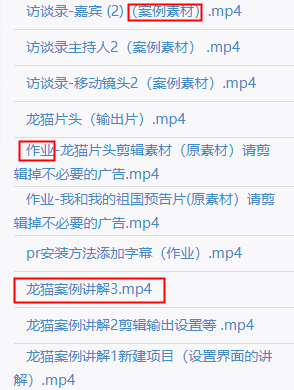 访谈录-嘉宾 (2)（案例素材）.mp4
访谈录主持人2（案例素材） .mp4
访谈录-移动镜头2（案例素材）.mp4
龙猫片头（输出片）.mp4
作业-龙猫片头剪辑素材（原素材）请剪
辑掉不必要的广告.mp4
作业-我和我的祖国预告片(原素材）请剪
辑掉不必要的广告.mp4
pr安装方法添加字幕（作业）.mp4
龙猫案例讲解3.mp4
龙猫案例讲解2剪辑输出设置等 .mp4
龙猫案例讲解1新建项目（设置界面的讲
解）.mp4